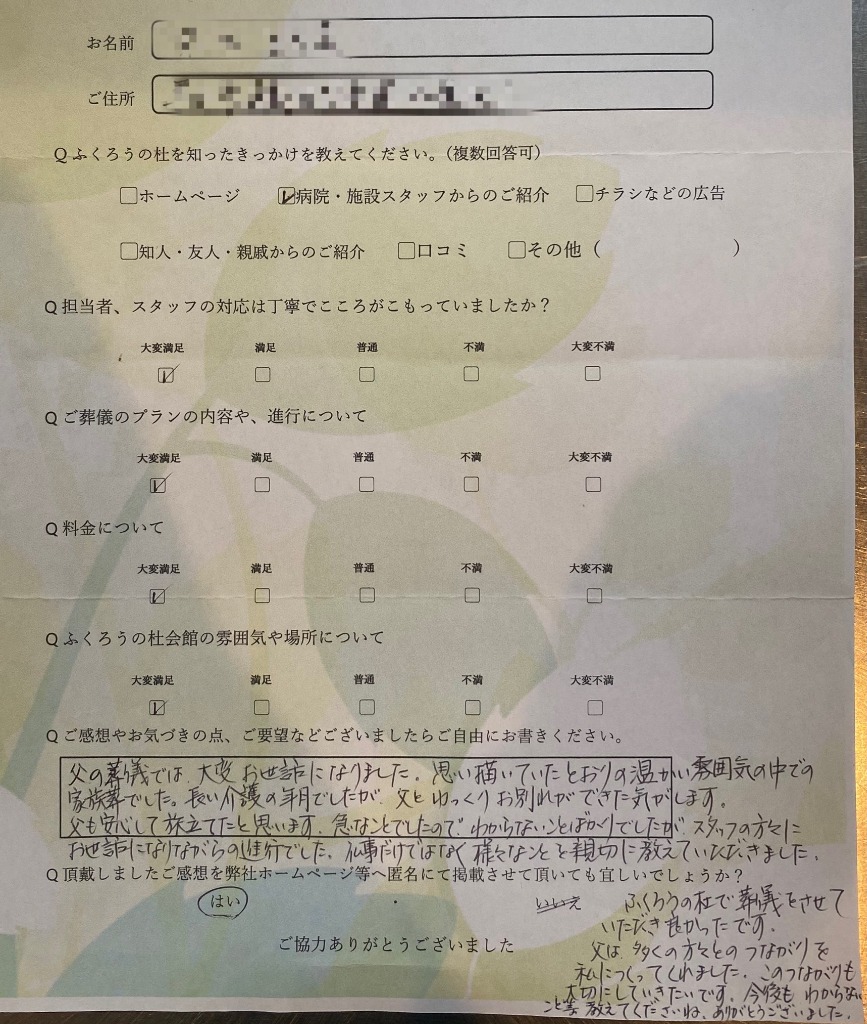 お名前
ご住所
Q ふくろうの杜を知ったきっかけを教えてください。（複数回答可）
ホームページ 病院・施設スタッフからのご紹介 チラシなどの広告
知人・友人・親戚からのご紹介 口コミ その他（ ）
Q 担当者、スタッフの対応は丁寧でこころがこもっていましたか？
大変満足 満足 普通 不満 大変不満
Q ご葬儀のプランの内容や、進行について
大変満足 満足 普通 不満 大変不満
Q 料金について
大変満足 満足 普通 不満 大変不満
Q ふくろうの杜会館の雰囲気や場所について
大変満足 満足 普通 不満 大変不満
Q ご感想やお気づきの点、ご要望などございましたらご自由にお書きください。
父の葬儀では、大変お世話になりました。思い描いていたとおりの温かい雰囲気の中での
家族葬でした。長い介護の年月でしたが、父とゆっくりお別れができた気がします。
父も安心して旅立てたと思います。急なことでしたので、わからないことばかりでしたが、スタッフの方々に
お世話になりながらの進行でした。仏事だけではなく様々なことを親切に教えていただきました。
Q 頂戴しましたご感想を弊社ホームページ等へ匿名にて掲載させて頂いても宜しいでしょうか？
はい ・ いいえ
ご協力ありがとうございました
ふくろうの杜で葬儀をさせて
いただき良かったです。
父は、多くの方々とのつながりを
私につくってくれました。このつながりも
大切にしていきたいです。今後もわからない
こと等教えてくださいね。ありがとうございました。